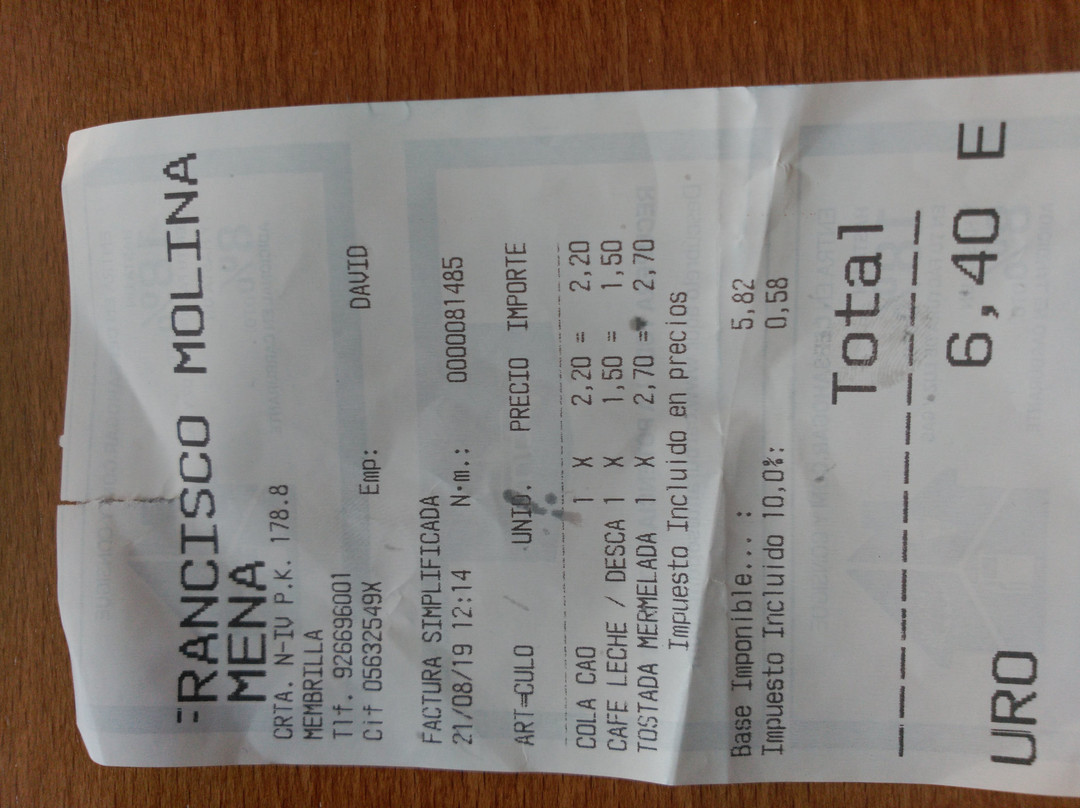 FRANCISCO MOLINA
MENA
CRTA. N-IV P.K. 178.8
MEMBRILLA
Tlf. 926696001
Cif 05632549X Emp: DAVID
FACTURA SIMPLIFICADA
21/08/19 12:14 N·m.: 0000081485
ART=CULO UNID. PRECIO IMPORTE
COLA CAO 1 X 2,20 = 2,20
CAFE LECHE / DESCA 1 X 1,50 = 1,50
TOSTADA MERMELADA 1 X 2,70 = 2,70
Impuesto Incluido en precios
Base Imponible... : 5,82
Impuesto Incluido 10,0%: 0,58
Total
6,40 E
URO